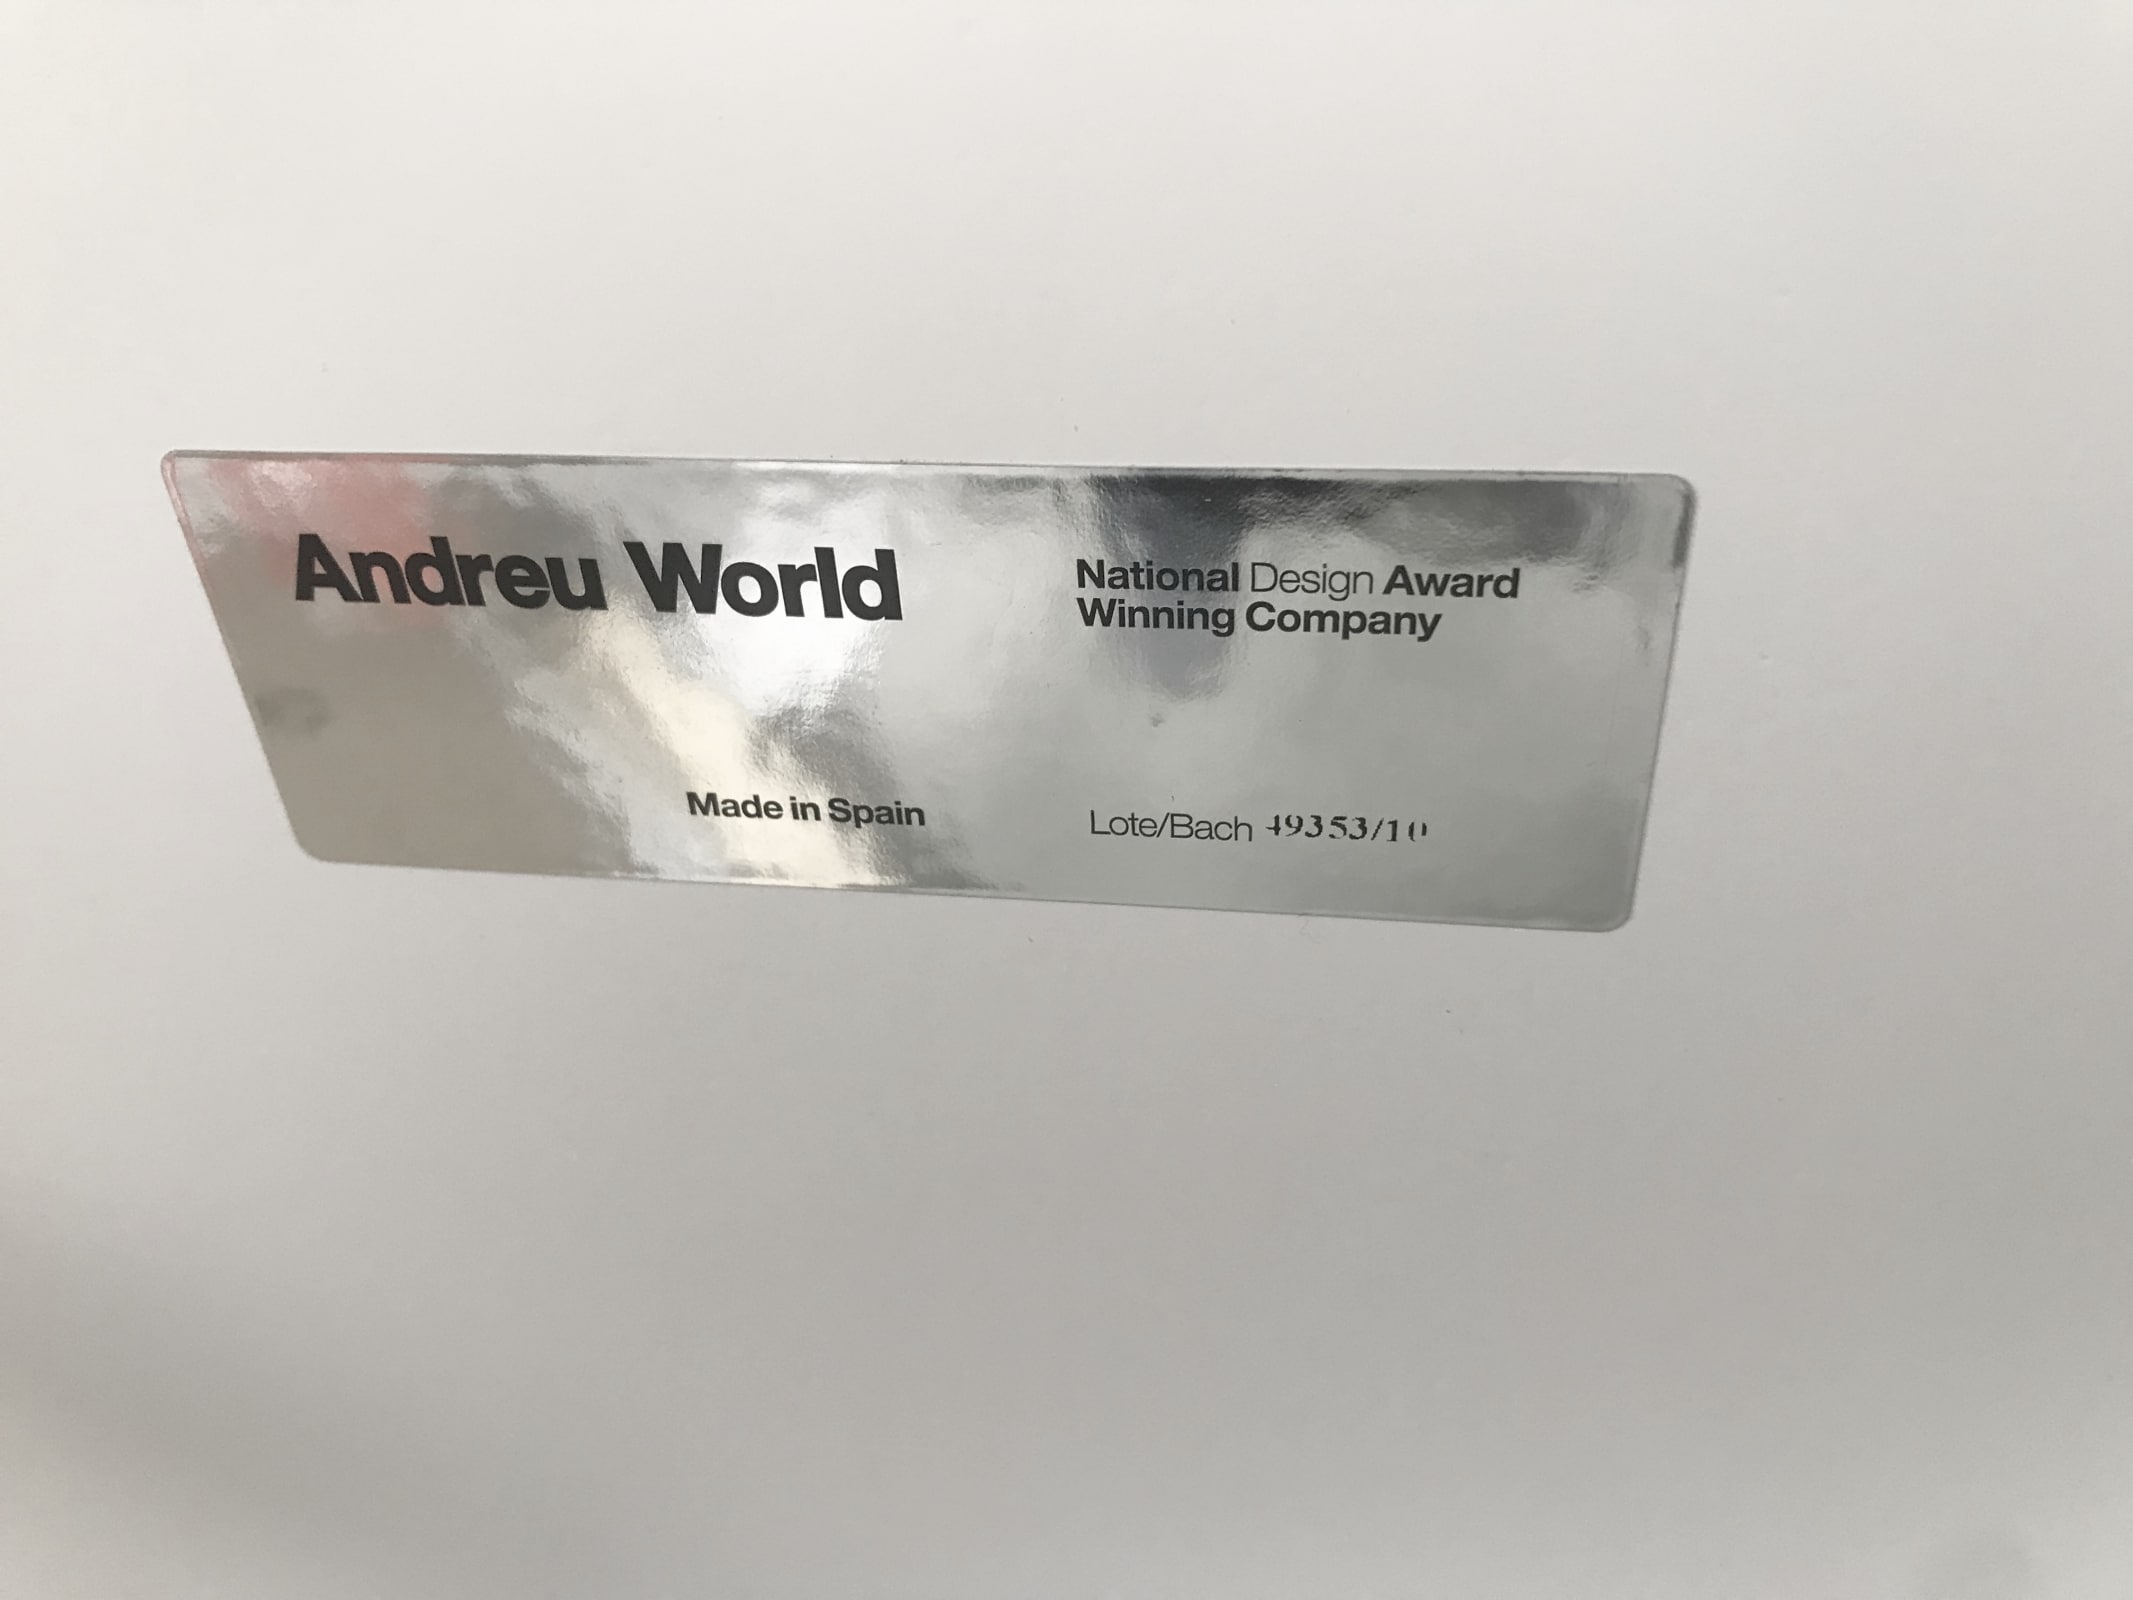 Andreu World
National Design Award
Winning Company
Made in Spain
Lote/Bach 49353/10